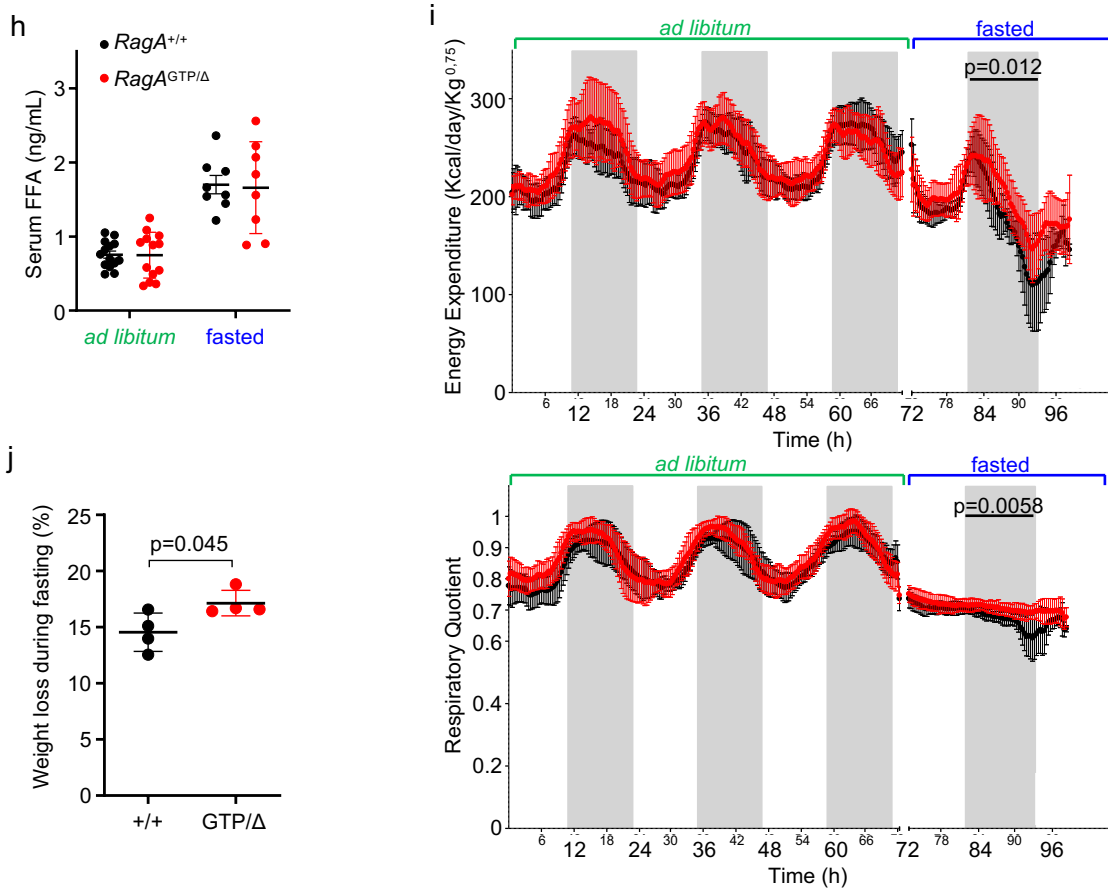 h
RagA+/+
RagAGTP/Δ
Serum FFA (ng/mL)
3
2
1
0
ad libitum fasted
i
ad libitum fasted
p=0.012
Energy Expenditure (Kcal/day/Kg0,75)
300
200
100
0
6 12 18 24 30 36 42 48 54 60 66 72 78 84 90 96
Time (h)
j
p=0.045
Weight loss during fasting (%)
25
20
15
10
5
0
+/+ GTP/Δ
ad libitum fasted
p=0.0058
Respiratory Quotient
1
0.9
0.8
0.7
0.6
0.4
0.2
0
6 12 18 24 30 36 42 48 54 60 66 72 78 84 90 96
Time (h)